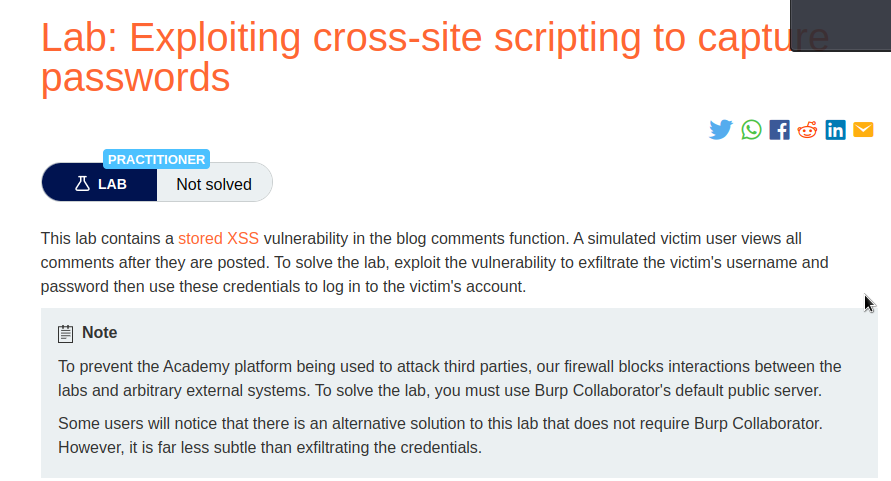 Lab: Exploiting cross-site scripting to capture
passwords
PRACTITIONER
LAB
Not solved
This lab contains a stored XSS vulnerability in the blog comments function. A simulated victim user views all
comments after they are posted. To solve the lab, exploit the vulnerability to exfiltrate the victim's username and
password then use these credentials to log in to the victim's account.
Note
To prevent the Academy platform being used to attack third parties, our firewall blocks interactions between the
labs and arbitrary external systems. To solve the lab, you must use Burp Collaborator's default public server.
Some users will notice that there is an alternative solution to this lab that does not require Burp Collaborator.
However, it is far less subtle than exfiltrating the credentials.